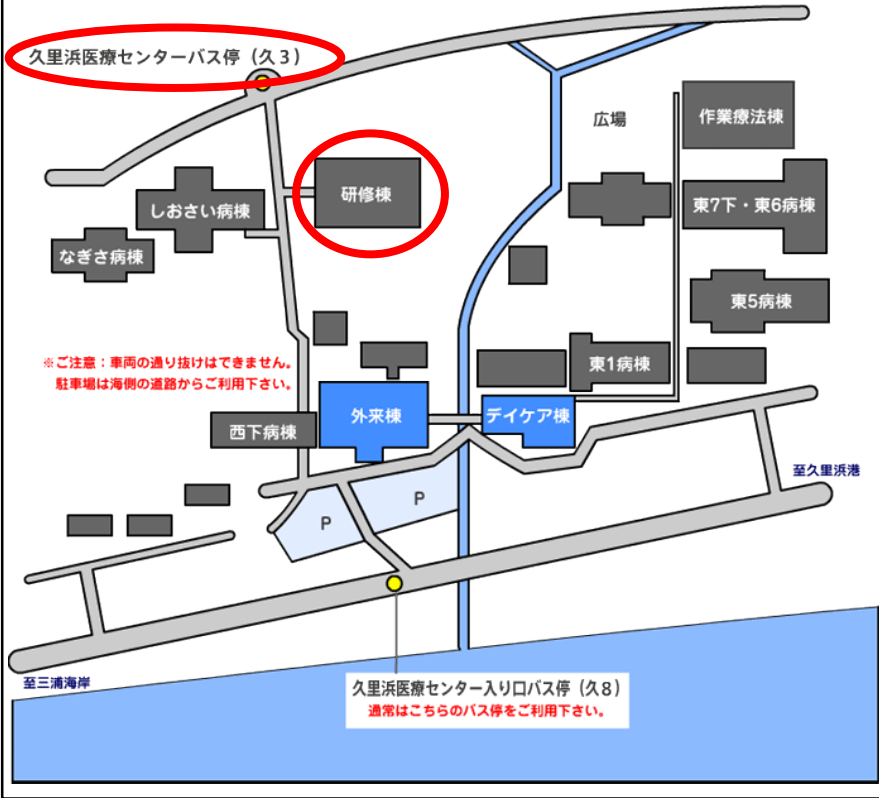 久里浜医療センターバス停（久３）
広場
作業療法棟
研修棟
しおさい病棟
東7下・東6病棟
なぎさ病棟
東5病棟
※ご注意：車両の通り抜けはできません。
駐車場は海側の道路からご利用下さい。
東1病棟
外来棟
デイケア棟
西下病棟
至久里浜港
P
P
至三浦海岸
久里浜医療センター入り口バス停（久８）
通常はこちらのバス停をご利用下さい。